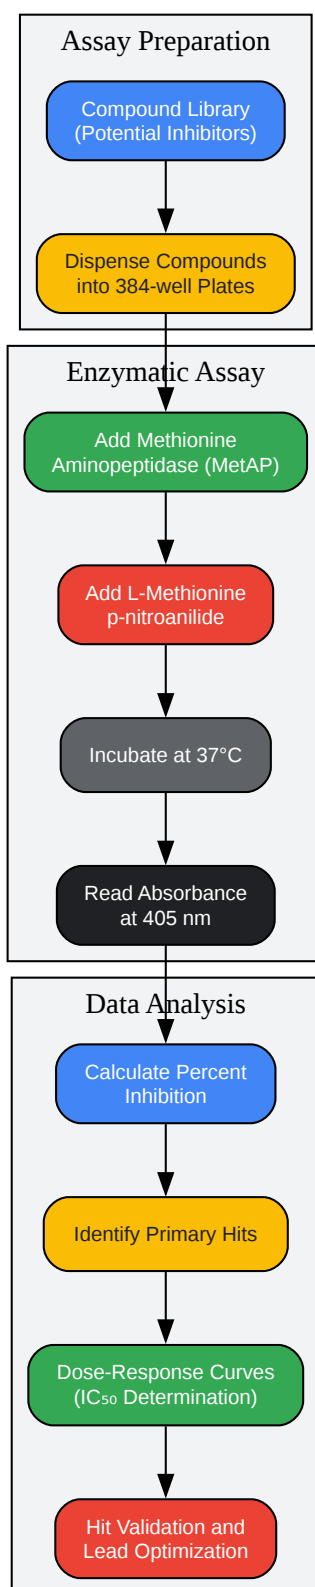 Assay Preparation
Compound Library
(Potential Inhibitors)
Dispense Compounds
into 384-well Plates
Enzymatic Assay
Add Methionine
Aminopeptidase (MetAP)
Add L-Methionine
p-nitroanilide
Incubate at 37°C
Read Absorbance
at 405 nm
Data Analysis
Calculate Percent
Inhibition
Identify Primary Hits
Dose-Response Curves
(IC₅₀ Determination)
Hit Validation and
Lead Optimization